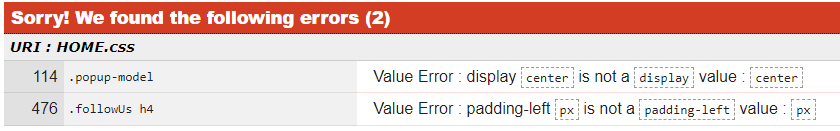 Sorry! We found the following errors (2)
URI : HOME.css
114 .popup-model Value Error : display center is not a display value : center
476 .followUs h4 Value Error : padding-left px is not a padding-left value : px